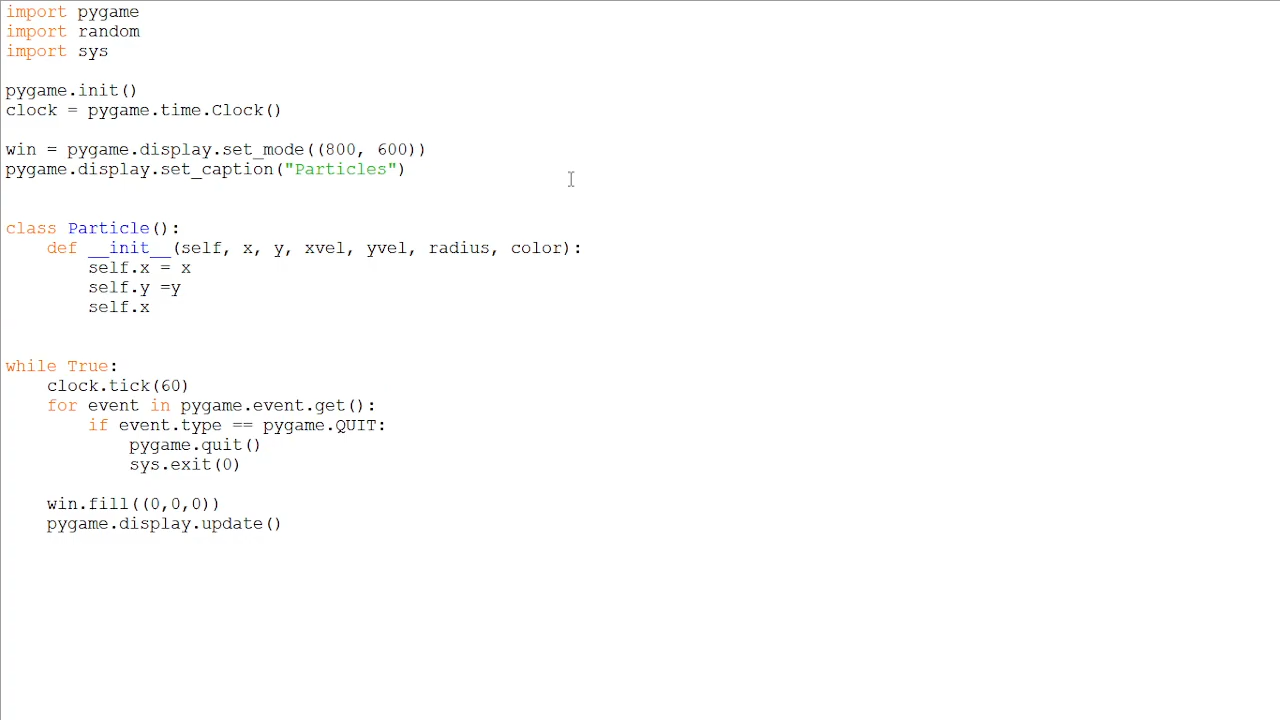 import pygame
import random
import sys
pygame.init()
clock = pygame.time.Clock()
win = pygame.display.set_mode((800, 600))
pygame.display.set_caption("Particles")
class Particle():
    def __init__(self, x, y, xvel, yvel, radius, color):
        self.x = x
        self.y =y
        self.x
while True:
    clock.tick(60)
    for event in pygame.event.get():
        if event.type == pygame.QUIT:
            pygame.quit()
            sys.exit(0)
    win.fill((0,0,0))
    pygame.display.update()